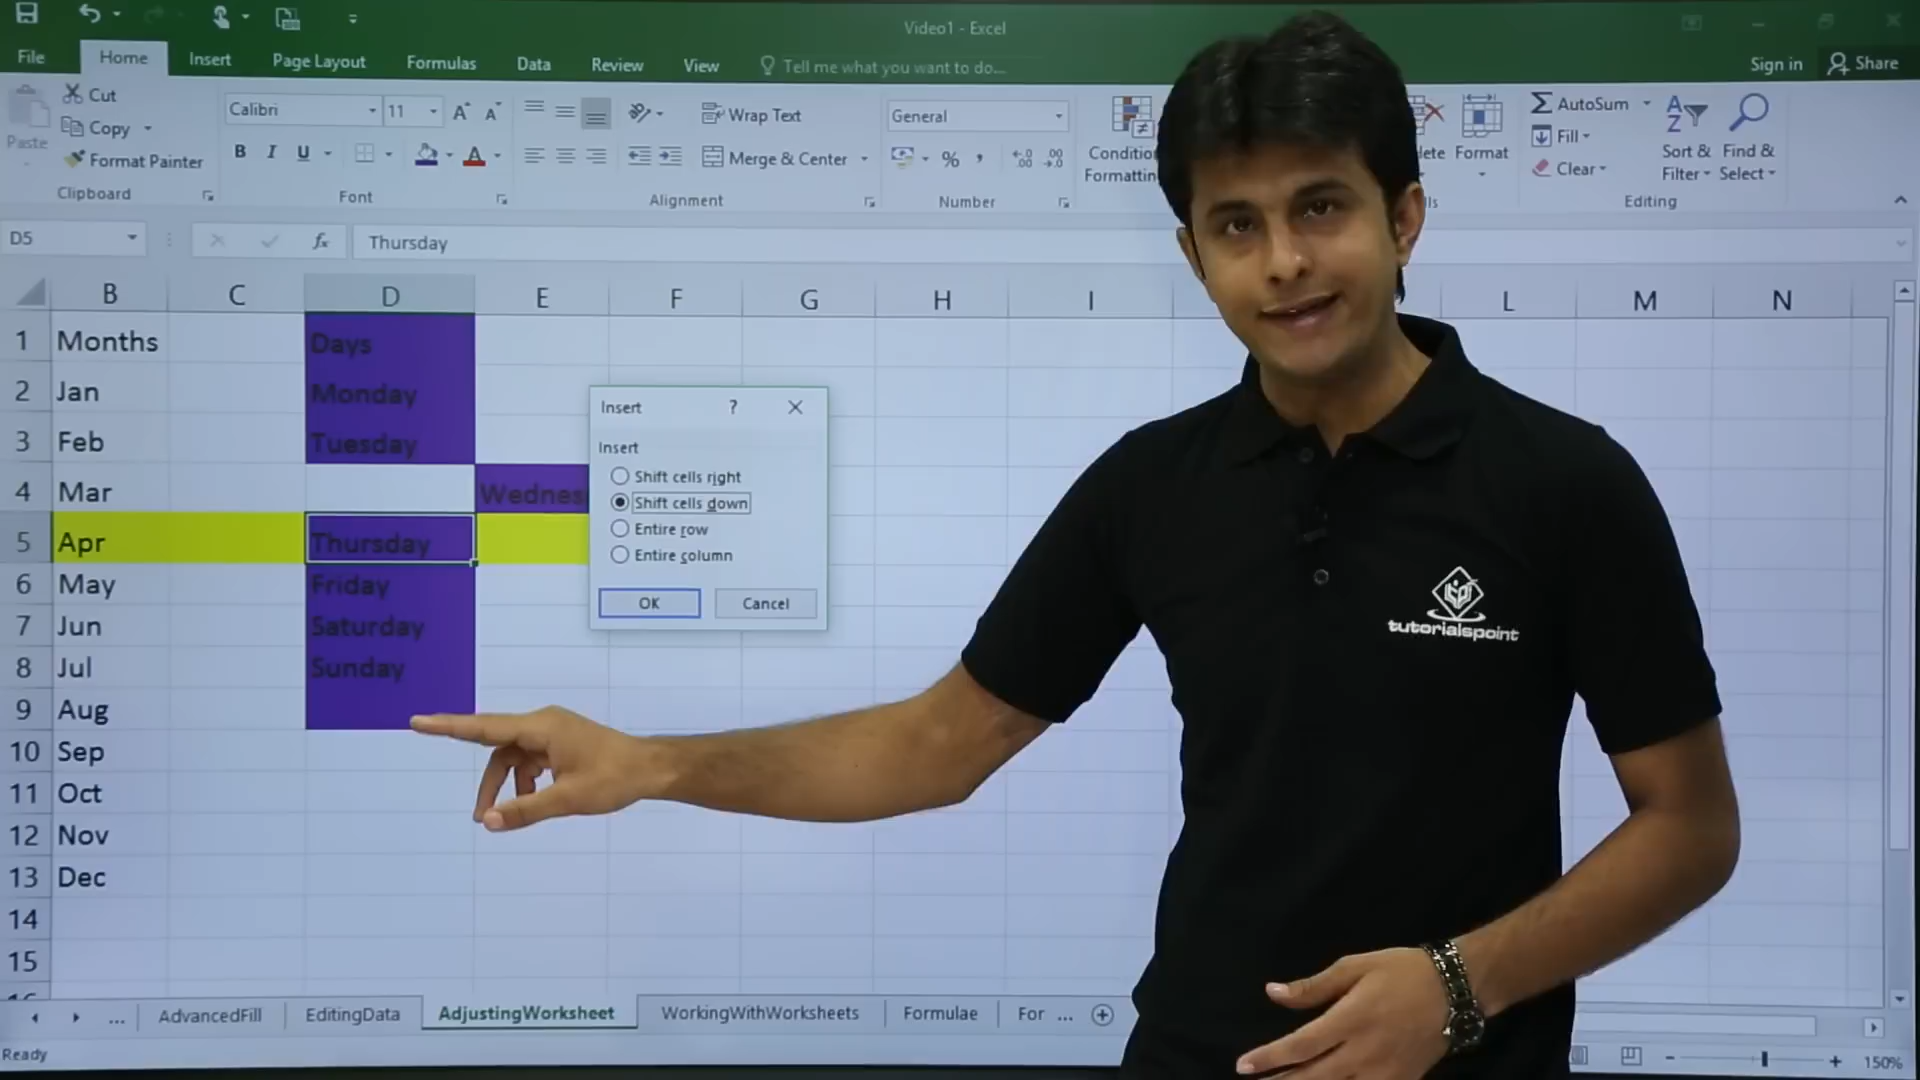 Video1 - Excel
File Home Insert Page Layout Formulas Data Review View Tell me what you want to do... Sign in Share
Cut
Copy
Format Painter
Paste
Clipboard
Calibri 11
B I U
Font
Wrap Text
Merge & Center
Alignment
General
%
Number
Conditio
Formattin
lete Format
lls
AutoSum
Fill
Clear
Sort &
Filter
Find &
Select
Editing
D5 fx Thursday
B C D E F G H I L M N
1 Months Days
2 Jan Monday
3 Feb Tuesday
4 Mar Wednes
5 Apr Thursday
6 May Friday
7 Jun Saturday
8 Jul Sunday
9 Aug
10 Sep
11 Oct
12 Nov
13 Dec
14
15
Insert ?
Insert
Shift cells right
Shift cells down
Entire row
Entire column
OK Cancel
tutorialspoint
... AdvancedFill EditingData AdjustingWorksheet WorkingWithWorksheets Formulae For ...
Ready 150%